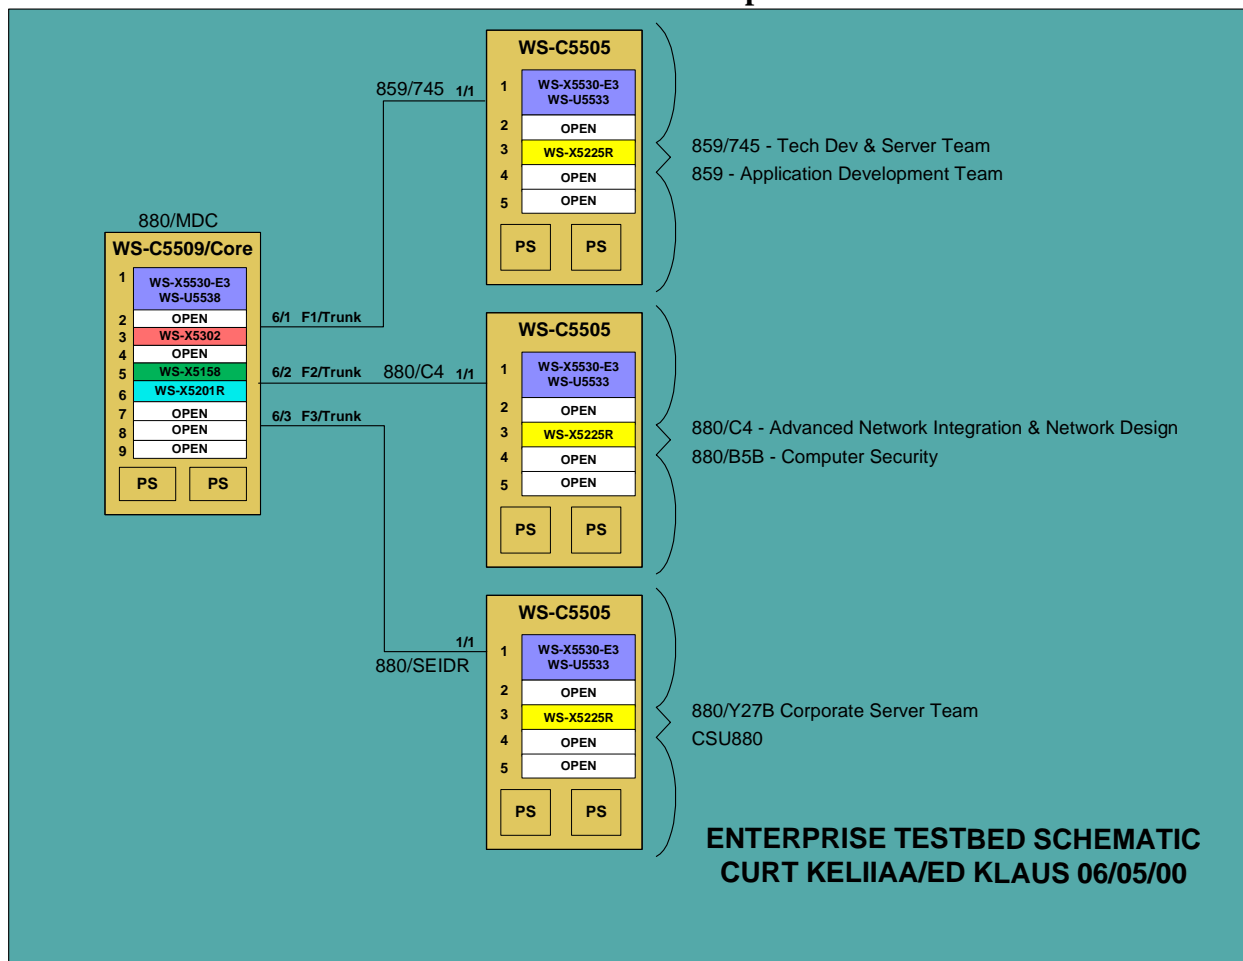 WS-C5505
859/745 1/1
1 WS-X5530-E3
WS-U5533
2 OPEN
3 WS-X5225R
4 OPEN
5 OPEN
PS PS
859/745 - Tech Dev & Server Team
859 - Application Development Team
880/MDC
WS-C5509/Core
1 WS-X5530-E3
WS-U5538
2 OPEN
3 WS-X5302
4 OPEN
5 WS-X5158
6 WS-X5201R
7 OPEN
8 OPEN
9 OPEN
PS PS
6/1 F1/Trunk
6/2 F2/Trunk
6/3 F3/Trunk
WS-C5505
880/C4 1/1
1 WS-X5530-E3
WS-U5533
2 OPEN
3 WS-X5225R
4 OPEN
5 OPEN
PS PS
880/C4 - Advanced Network Integration & Network Design
880/B5B - Computer Security
WS-C5505
1/1
880/SEIDR
1 WS-X5530-E3
WS-U5533
2 OPEN
3 WS-X5225R
4 OPEN
5 OPEN
PS PS
880/Y27B Corporate Server Team
CSU880
ENTERPRISE TESTBED SCHEMATIC
CURT KELIIAA/ED KLAUS 06/05/00